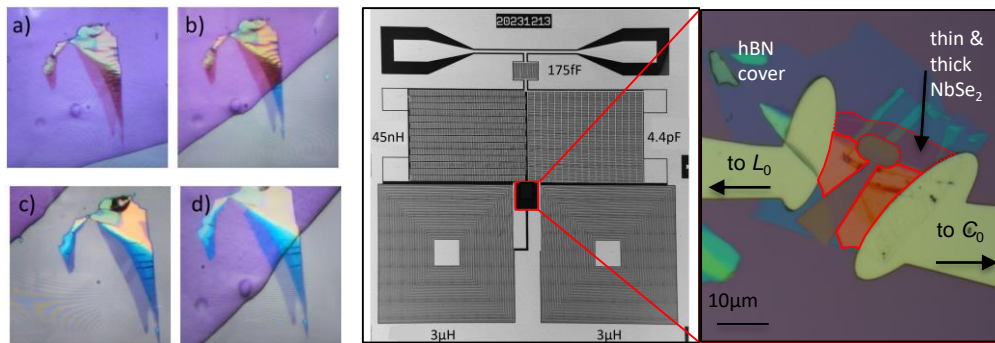 a)
b)
c)
d)
20231213
175fF
45nH
4.4pF
3µH
3µH
hBN
cover
thin &
thick
NbSe₂
to L₀
to C₀
10µm